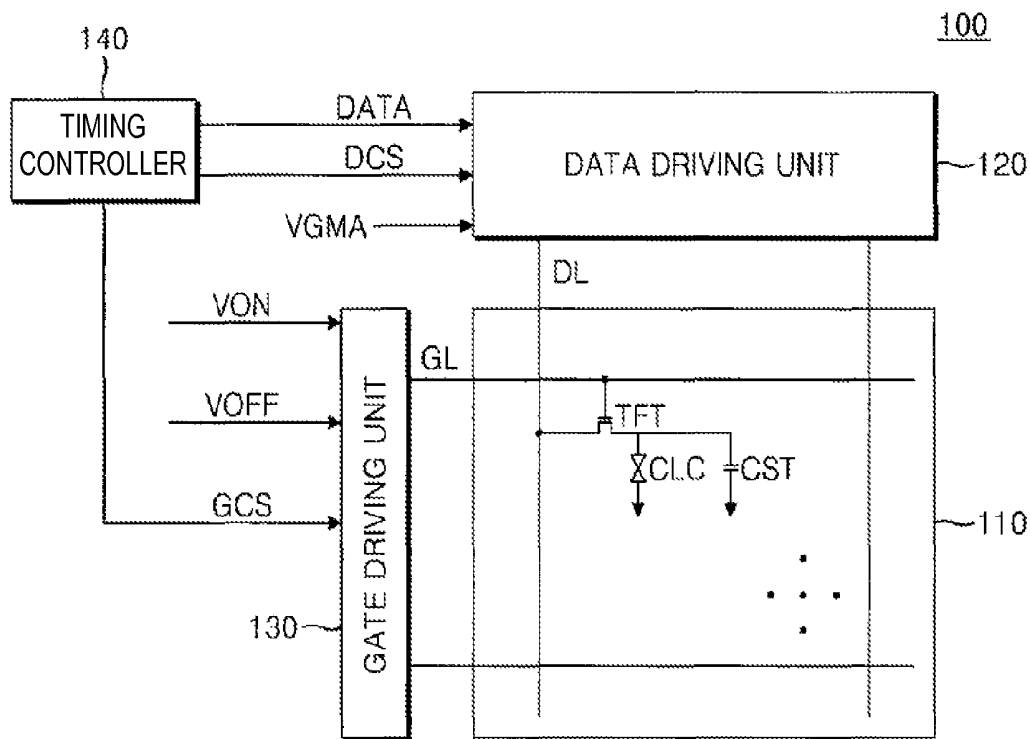 100
140
TIMING
CONTROLLER
DATA
DCS
VGMA
DATA DRIVING UNIT
120
DL
VON
VOFF
GCS
GATE DRIVING UNIT
130
GL
TFT
CLC
CST
110